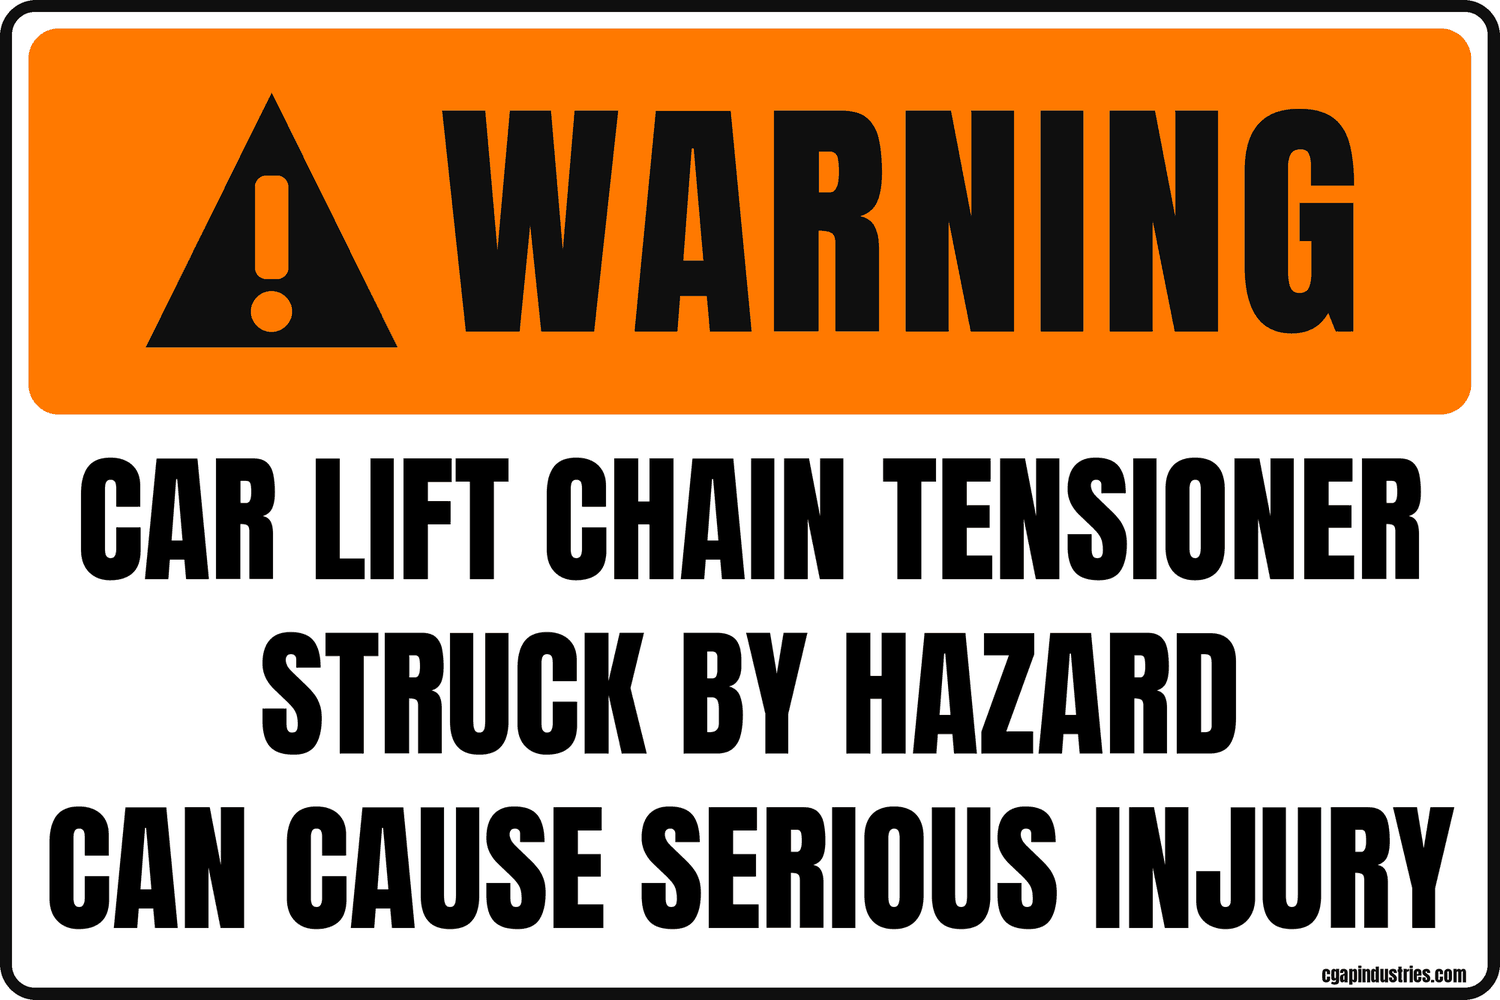 WARNING
CAR LIFT CHAIN TENSIONER
STRUCK BY HAZARD
CAN CAUSE SERIOUS INJURY
cgapindustries.com